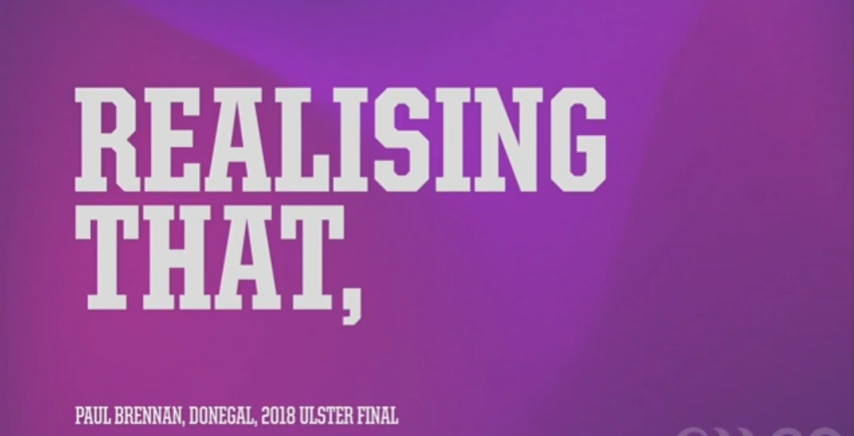 REALISING
THAT,
PAUL BRENNAN, DONEGAL, 2018 ULSTER FINAL